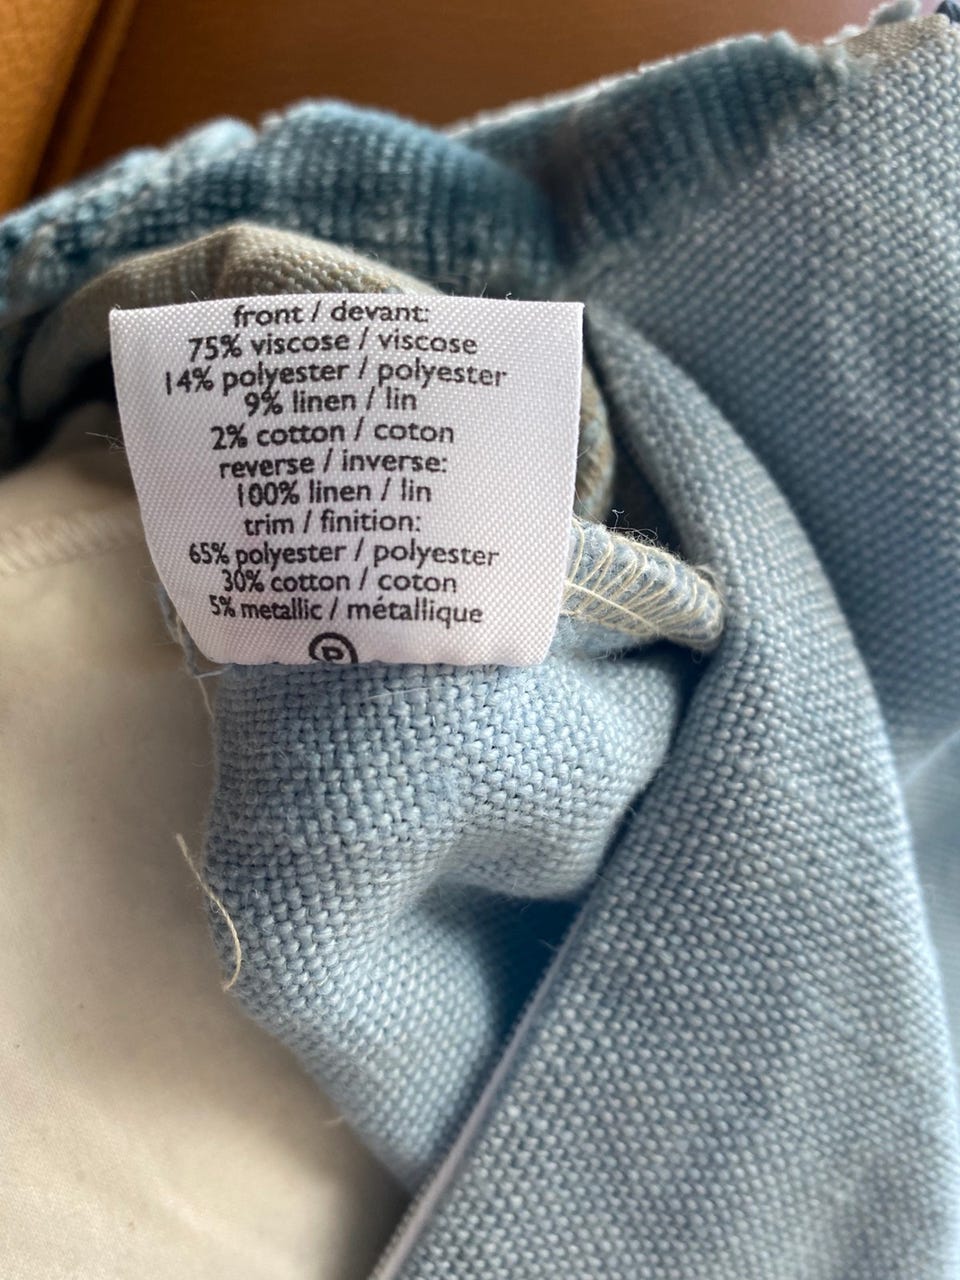 front / devant:
75% viscose / viscose
14% polyester / polyester
9% linen / lin
2% cotton / coton
reverse / inverse:
100% linen / lin
trim / finition:
65% polyester / polyester
30% cotton / coton
5% metallic / métallique